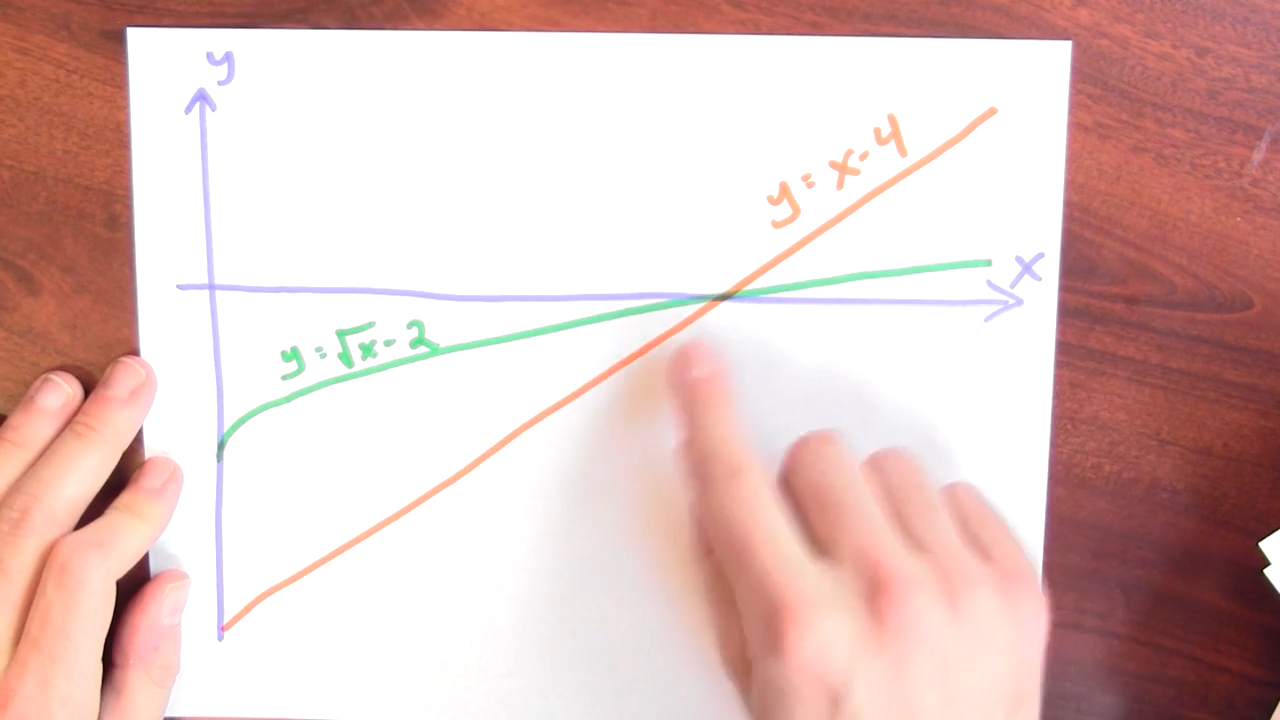 y
y = x - 4
x
y = √x - 2